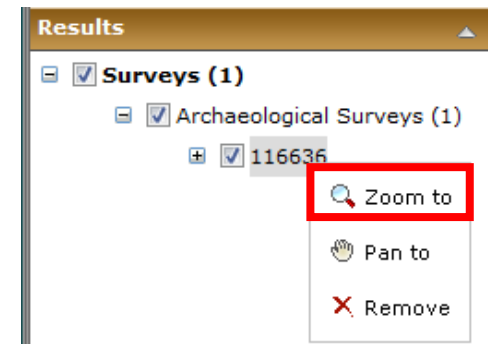 Results
Surveys (1)
Archaeological Surveys (1)
116636
Zoom to
Pan to
Remove